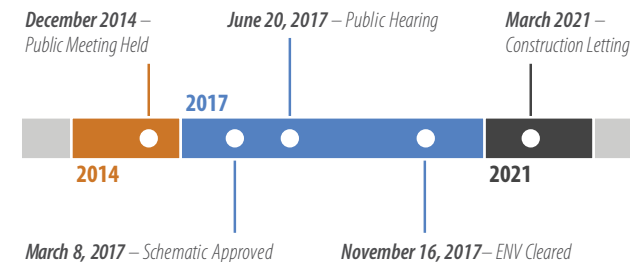 December 2014 –
Public Meeting Held
June 20, 2017 – Public Hearing
March 2021 –
Construction Letting
2017
2014
2021
March 8, 2017 – Schematic Approved
November 16, 2017– ENV Cleared